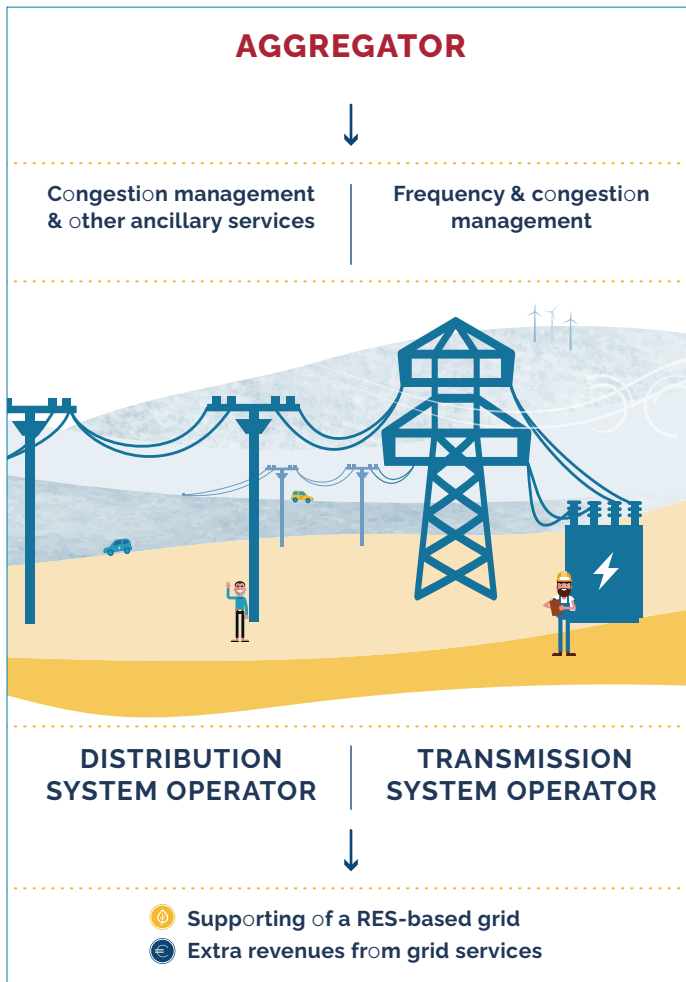 AGGREGATOR
Congestion management
& other ancillary services
Frequency & congestion
management
DISTRIBUTION
SYSTEM OPERATOR
TRANSMISSION
SYSTEM OPERATOR
Supporting of a RES-based grid
€
Extra revenues from grid services